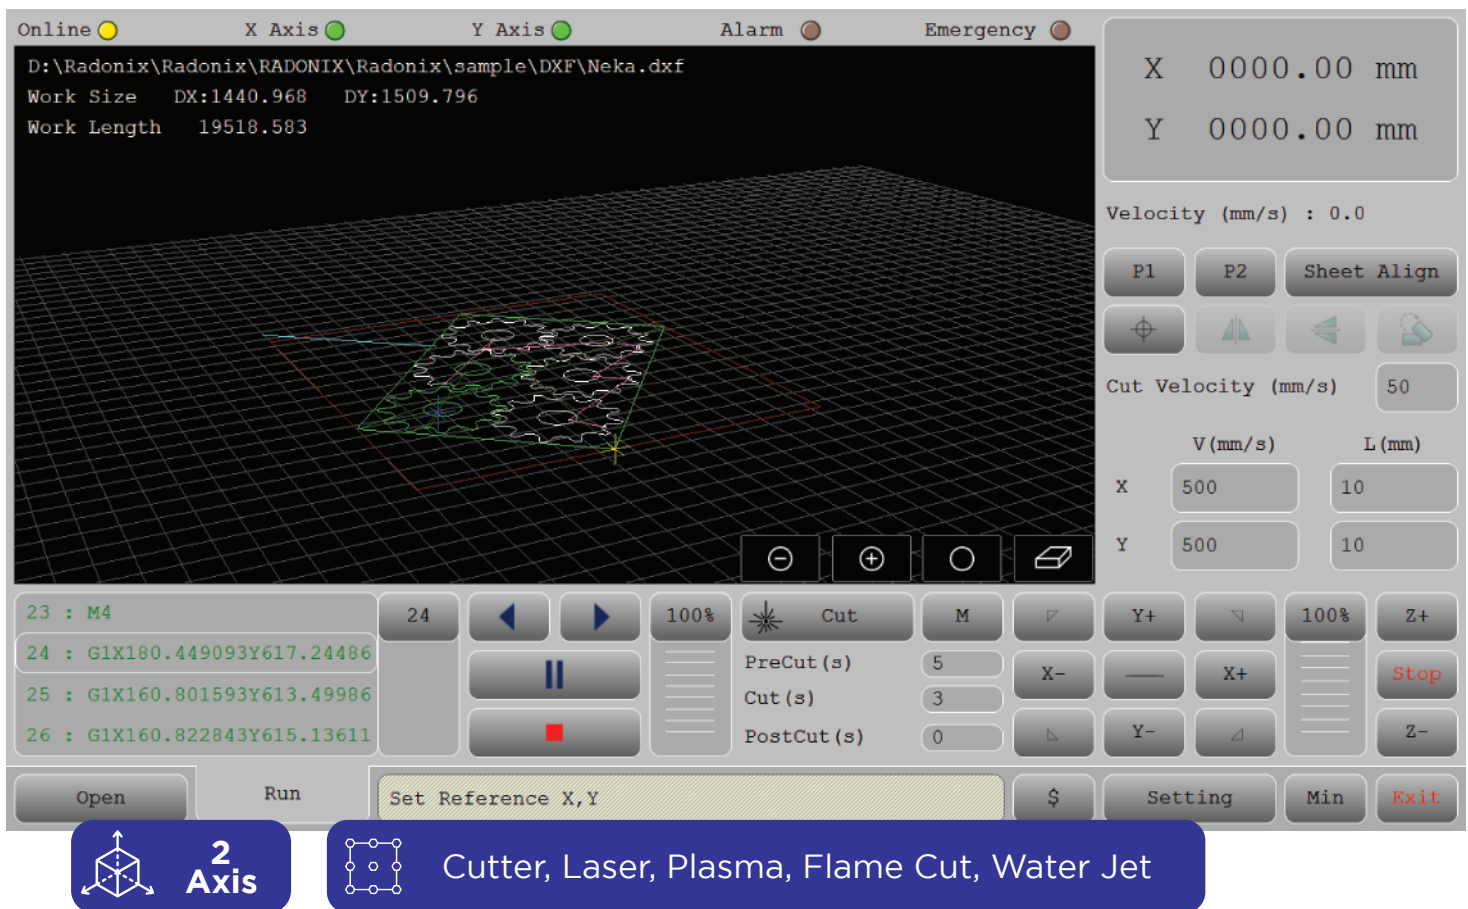 Online X Axis Y Axis Alarm Emergency
D:\Radonix\Radonix\RADONIX\Radonix\sample\DXF\Neka.dxf
Work Size DX:1440.968 DY:1509.796
Work Length 19518.583
X 0000.00 mm
Y 0000.00 mm
Velocity (mm/s) : 0.0
P1 P2 Sheet Align
Cut Velocity (mm/s) 50
V(mm/s) L(mm)
X 500 10
Y 500 10
23 : M4
24 : G1X180.449093Y617.24486
25 : G1X160.801593Y613.49986
26 : G1X160.822843Y615.13611
24
100%
Cut M
PreCut(s) 5
Cut(s) 3
PostCut(s) 0
Y+ 100% Z+
X- X+ Stop
Y- Z-
Open Run Set Reference X,Y $ Setting Min Exit
2
Axis
Cutter, Laser, Plasma, Flame Cut, Water Jet